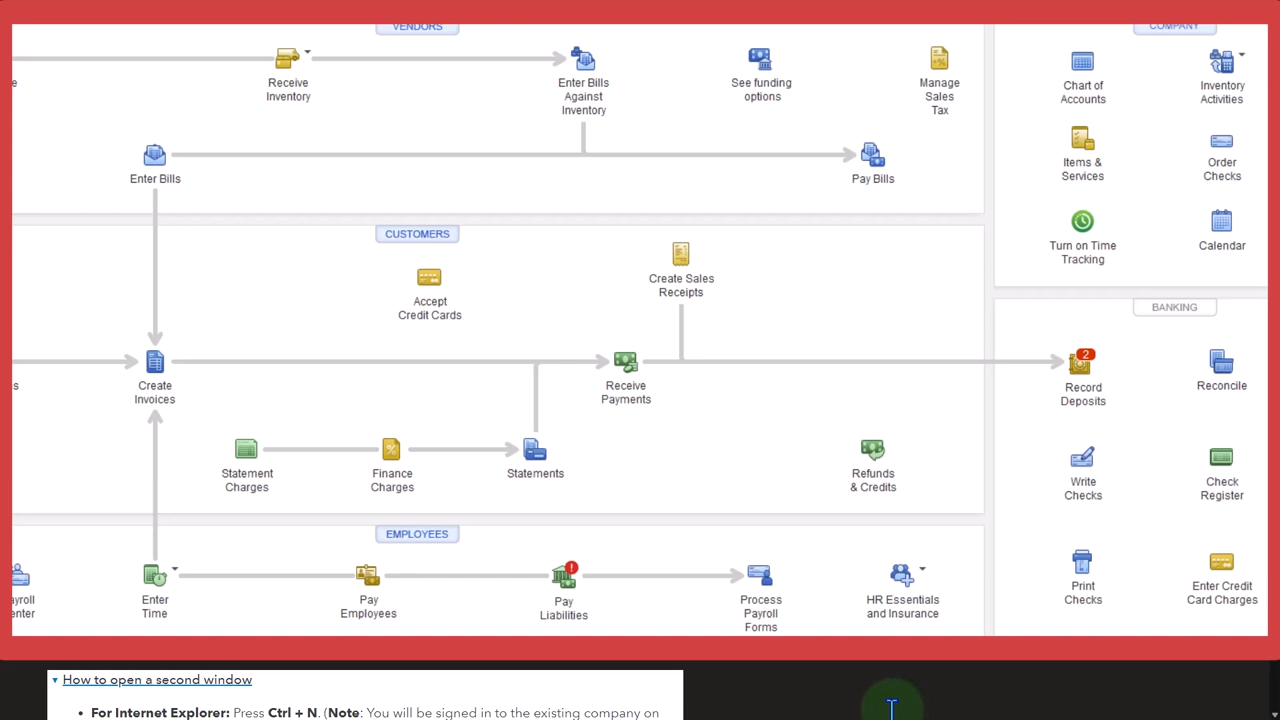 VENDORS
COMPANY
e
Receive
Inventory
Enter Bills
Against
Inventory
See funding
options
Manage
Sales
Tax
Chart of
Accounts
Inventory
Activities
Enter Bills
Pay Bills
Items &
Services
Order
Checks
Turn on Time
Tracking
Calendar
CUSTOMERS
Accept
Credit Cards
Create Sales
Receipts
BANKING
s
Create
Invoices
Receive
Payments
2
Record
Deposits
Reconcile
Statement
Charges
Finance
Charges
Statements
Refunds
& Credits
Write
Checks
Check
Register
EMPLOYEES
ayroll
enter
Enter
Time
Pay
Employees
Pay
Liabilities
Process
Payroll
Forms
HR Essentials
and Insurance
Print
Checks
Enter Credit
Card Charges
How to open a second window
• For Internet Explorer: Press Ctrl + N. (Note: You will be signed in to the existing company on